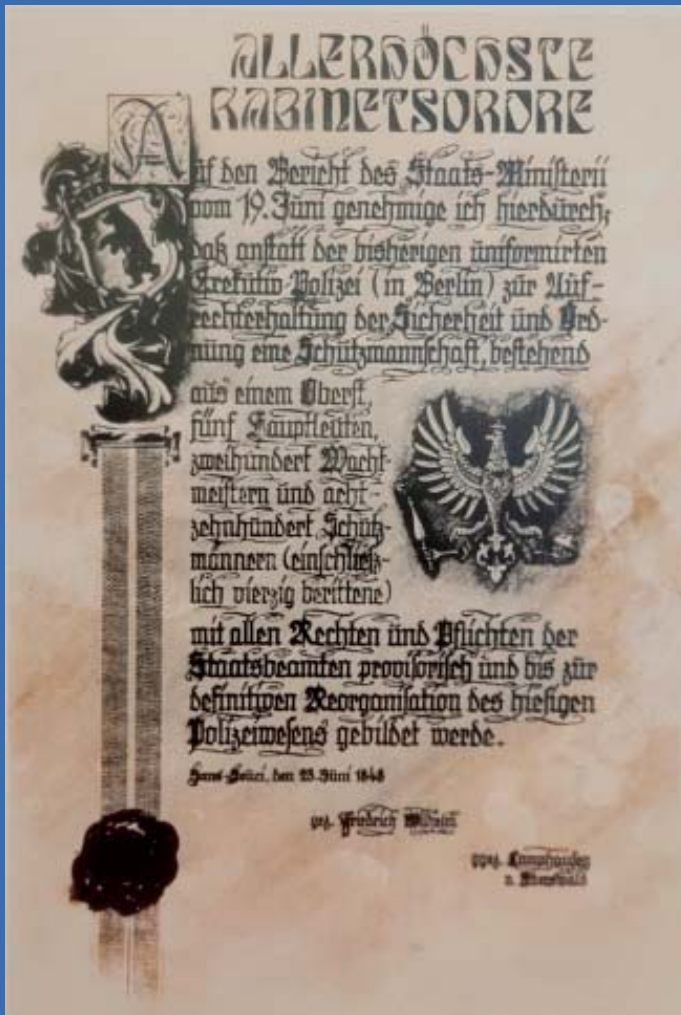 ALLERHÖCHSTE
KABINETSORDRE
Auf den Bericht des Staats-Ministerii
vom 19. Juni genehmige ich hierdurch,
daß anstatt der bisherigen uniformirten
Exekutiv-Polizei (in Berlin) zur Auf-
rechterhaltung der Sicherheit und Ord-
nung eine Schutzmannschaft, bestehend
aus einem Oberst,
fünf Hauptleuten,
zweihundert Wacht-
meistern und acht-
zehnhundert Schutz-
männern (einschließ-
lich vierzig berittene)
mit allen Rechten und Pflichten der
Staatsbeamten provisorisch und bis zur
definitiven Reorganisation des hiesigen
Polizeiwesens gebildet werde.
Sans-Souci, den 23. Juni 1848
gez. Friedrich Wilhelm
ggez. Camphausen
v. Auerswald